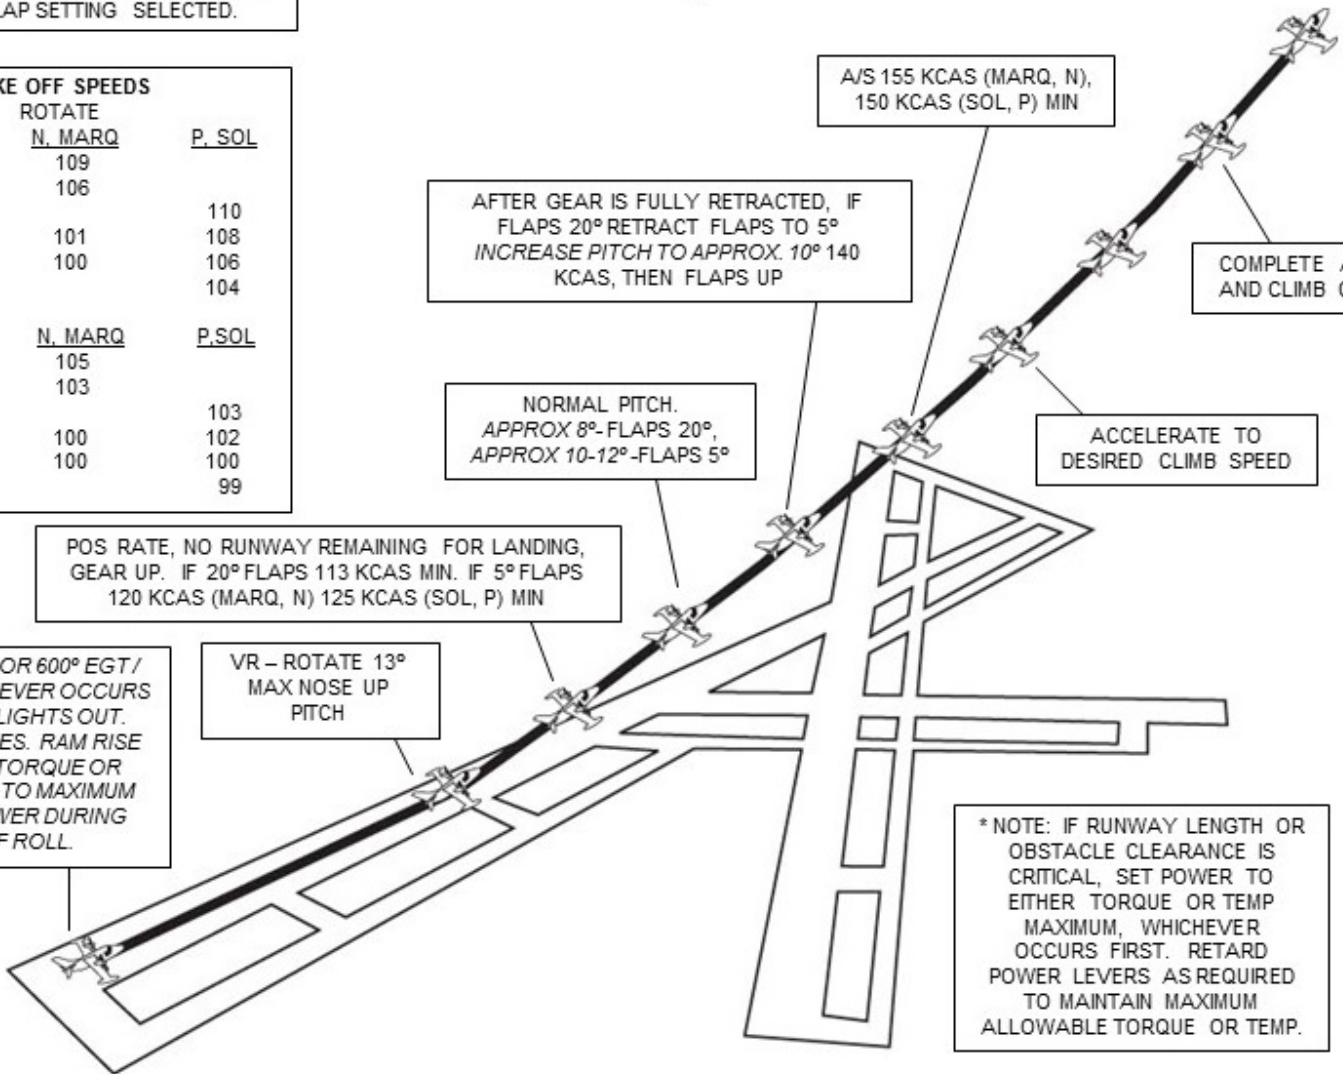 LAP SETTING SELECTED.
KE OFF SPEEDS
ROTATE
N, MARQ P, SOL
109
106
110
101 108
100 106
104
N, MARQ P,SOL
105
103
103
100 102
100 100
99
A/S 155 KCAS (MARQ, N),
150 KCAS (SOL, P) MIN
AFTER GEAR IS FULLY RETRACTED, IF
FLAPS 20º RETRACT FLAPS TO 5º
INCREASE PITCH TO APPROX. 10º 140
KCAS, THEN FLAPS UP
COMPLETE
AND CLIMB
NORMAL PITCH.
APPROX 8º- FLAPS 20º,
APPROX 10-12º -FLAPS 5º
ACCELERATE TO
DESIRED CLIMB SPEED
POS RATE, NO RUNWAY REMAINING FOR LANDING,
GEAR UP. IF 20º FLAPS 113 KCAS MIN. IF 5º FLAPS
120 KCAS (MARQ, N) 125 KCAS (SOL, P) MIN
OR 600º EGT /
EVER OCCURS
LIGHTS OUT.
ES. RAM RISE
TORQUE OR
TO MAXIMUM
WER DURING
F ROLL.
VR – ROTATE 13º
MAX NOSE UP
PITCH
* NOTE: IF RUNWAY LENGTH OR
OBSTACLE CLEARANCE IS
CRITICAL, SET POWER TO
EITHER TORQUE OR TEMP
MAXIMUM, WHICHEVER
OCCURS FIRST. RETARD
POWER LEVERS AS REQUIRED
TO MAINTAIN MAXIMUM
ALLOWABLE TORQUE OR TEMP.